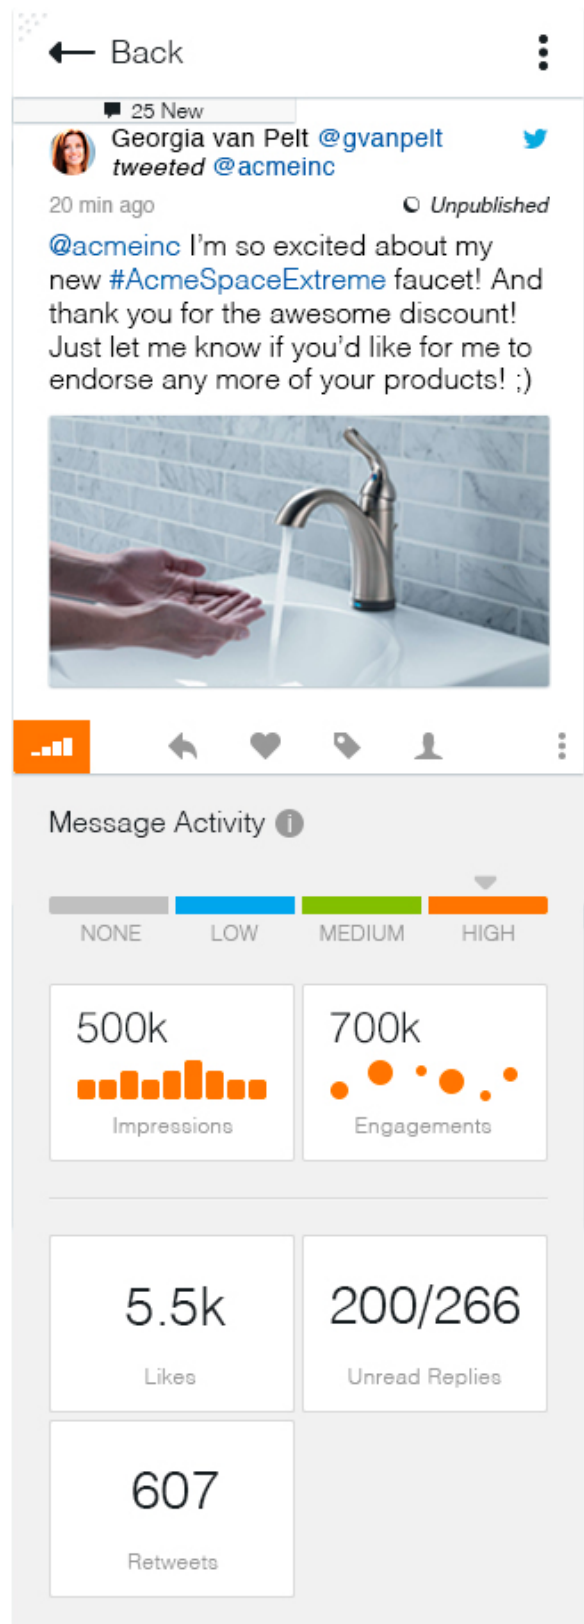 Back
25 New
Georgia van Pelt @gvanpelt
tweeted @acmeinc
20 min ago Unpublished
@acmeinc I'm so excited about my
new #AcmeSpaceExtreme faucet! And
thank you for the awesome discount!
Just let me know if you'd like for me to
endorse any more of your products! ;)
Message Activity i
NONE LOW MEDIUM HIGH
500k 700k
Impressions Engagements
5.5k 200/266
Likes Unread Replies
607
Retweets